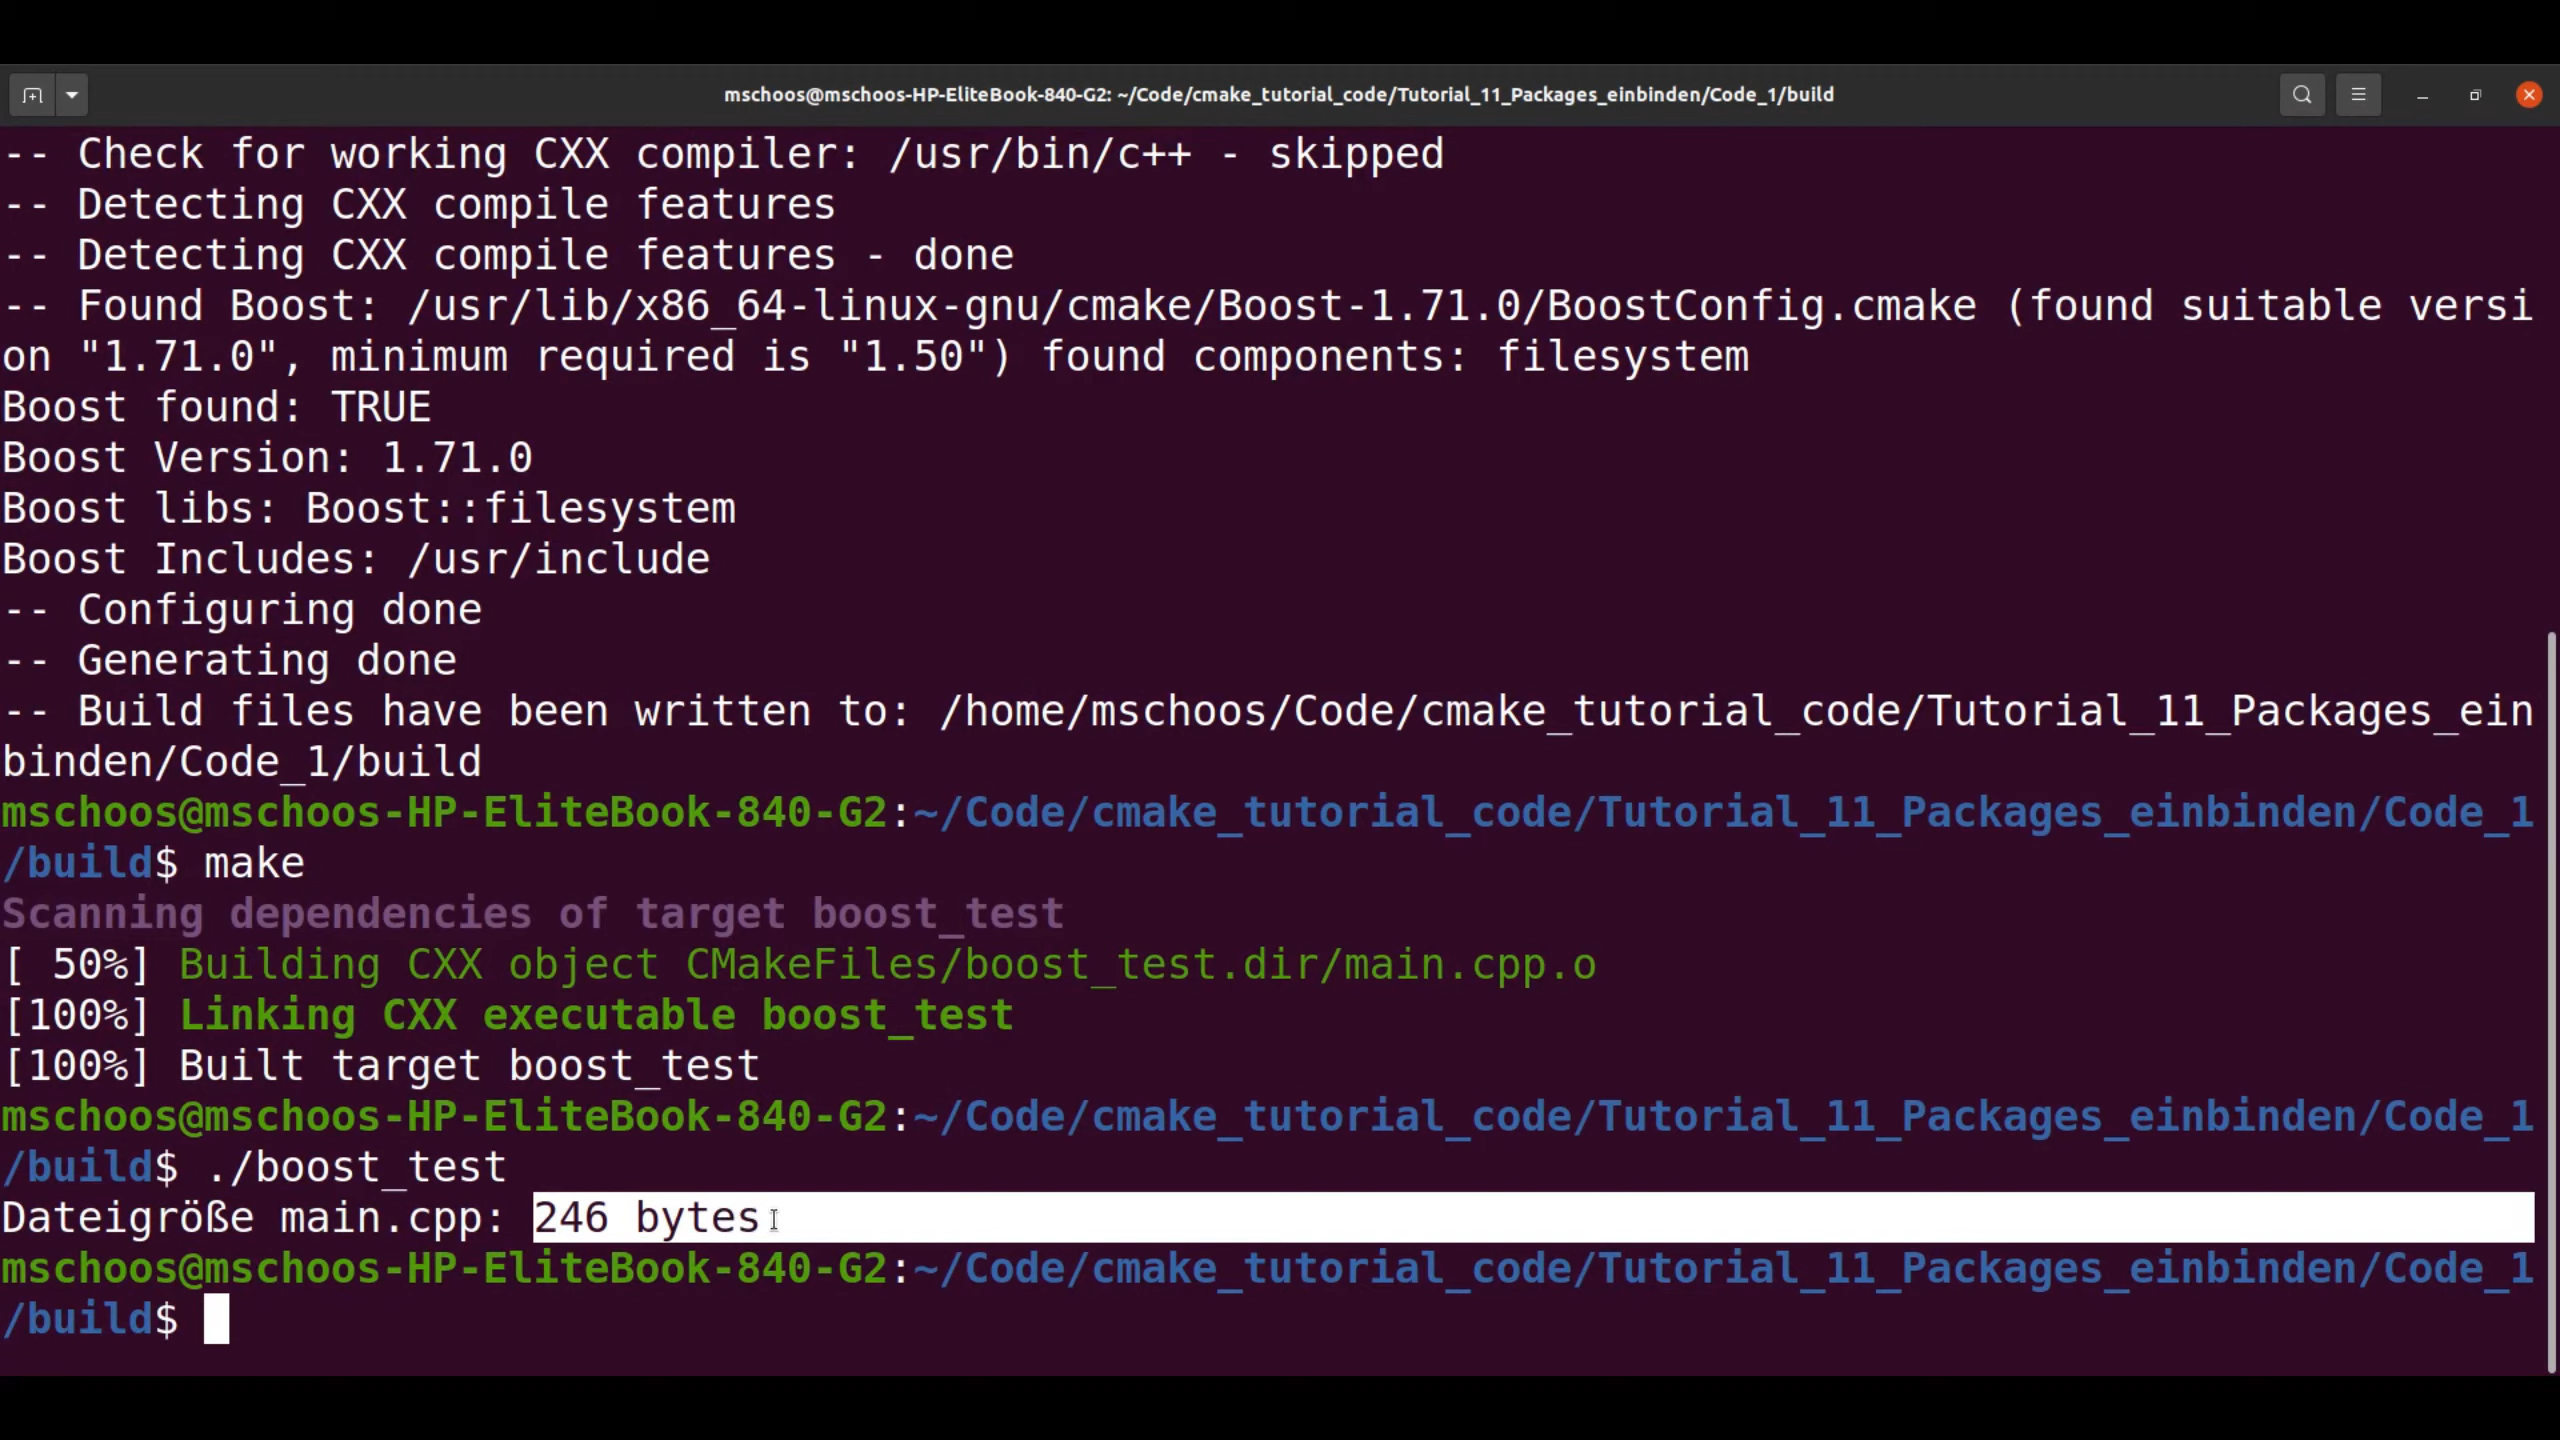 mschoos@mschoos-HP-EliteBook-840-G2: ~/Code/cmake_tutorial_code/Tutorial_11_Packages_einbinden/Code_1/build
-- Check for working CXX compiler: /usr/bin/c++ - skipped
-- Detecting CXX compile features
-- Detecting CXX compile features - done
-- Found Boost: /usr/lib/x86_64-linux-gnu/cmake/Boost-1.71.0/BoostConfig.cmake (found suitable versi
on "1.71.0", minimum required is "1.50") found components: filesystem
Boost found: TRUE
Boost Version: 1.71.0
Boost libs: Boost::filesystem
Boost Includes: /usr/include
-- Configuring done
-- Generating done
-- Build files have been written to: /home/mschoos/Code/cmake_tutorial_code/Tutorial_11_Packages_ein
binden/Code_1/build
mschoos@mschoos-HP-EliteBook-840-G2:~/Code/cmake_tutorial_code/Tutorial_11_Packages_einbinden/Code_1
/build$ make
Scanning dependencies of target boost_test
[ 50%] Building CXX object CMakeFiles/boost_test.dir/main.cpp.o
[100%] Linking CXX executable boost_test
[100%] Built target boost_test
mschoos@mschoos-HP-EliteBook-840-G2:~/Code/cmake_tutorial_code/Tutorial_11_Packages_einbinden/Code_1
/build$ ./boost_test
Dateigröße main.cpp: 246 bytes
mschoos@mschoos-HP-EliteBook-840-G2:~/Code/cmake_tutorial_code/Tutorial_11_Packages_einbinden/Code_1
/build$